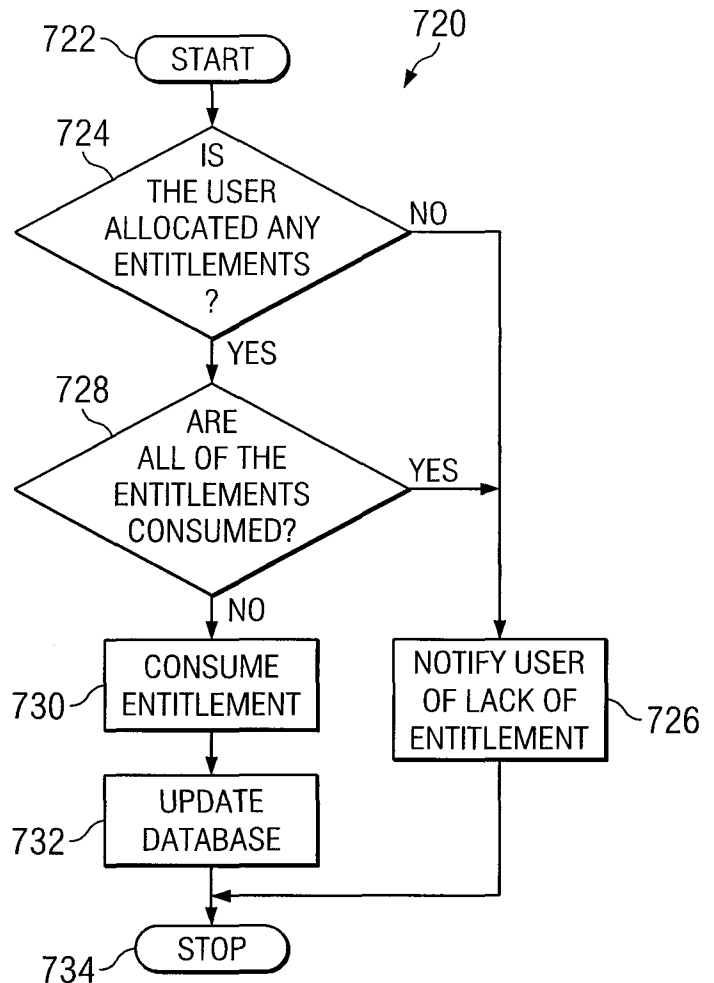 720
722
START
724
IS
THE USER
ALLOCATED ANY
ENTITLEMENTS
?
NO
YES
728
ARE
ALL OF THE
ENTITLEMENTS
CONSUMED?
YES
NO
730
CONSUME
ENTITLEMENT
NOTIFY USER
OF LACK OF
ENTITLEMENT
726
732
UPDATE
DATABASE
STOP
734